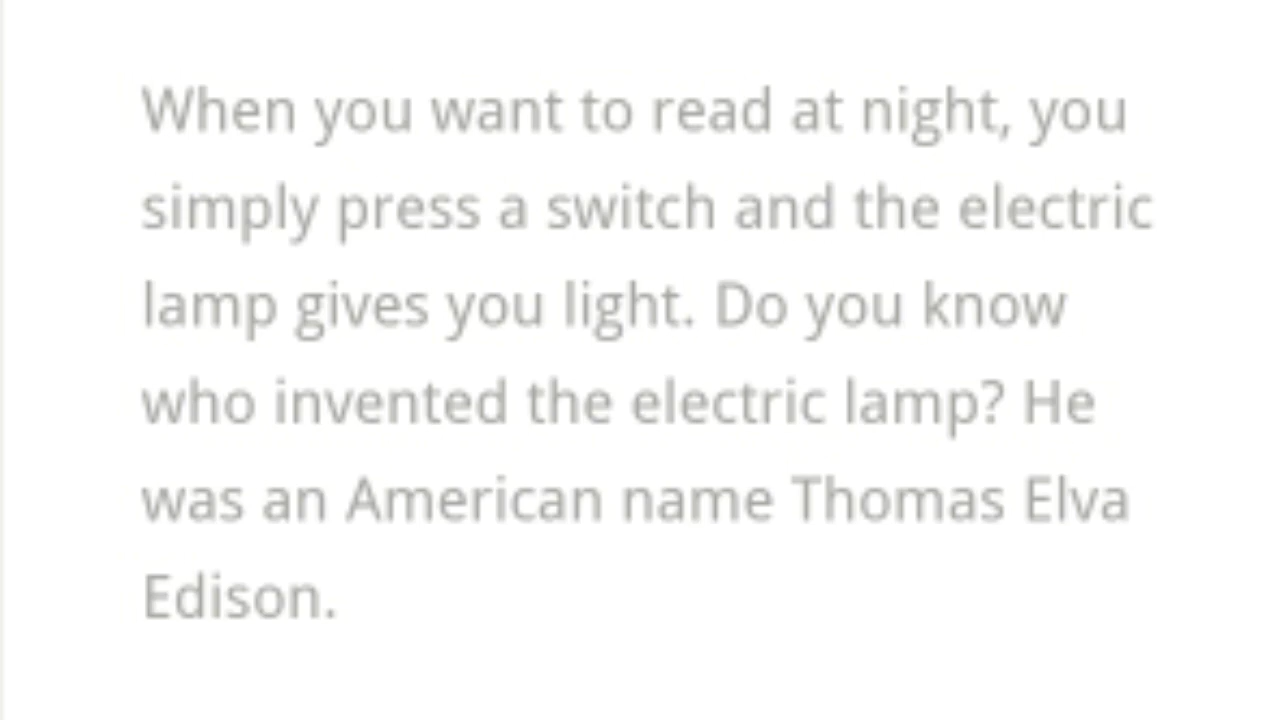 When you want to read at night, you
simply press a switch and the electric
lamp gives you light. Do you know
who invented the electric lamp? He
was an American name Thomas Elva
Edison.